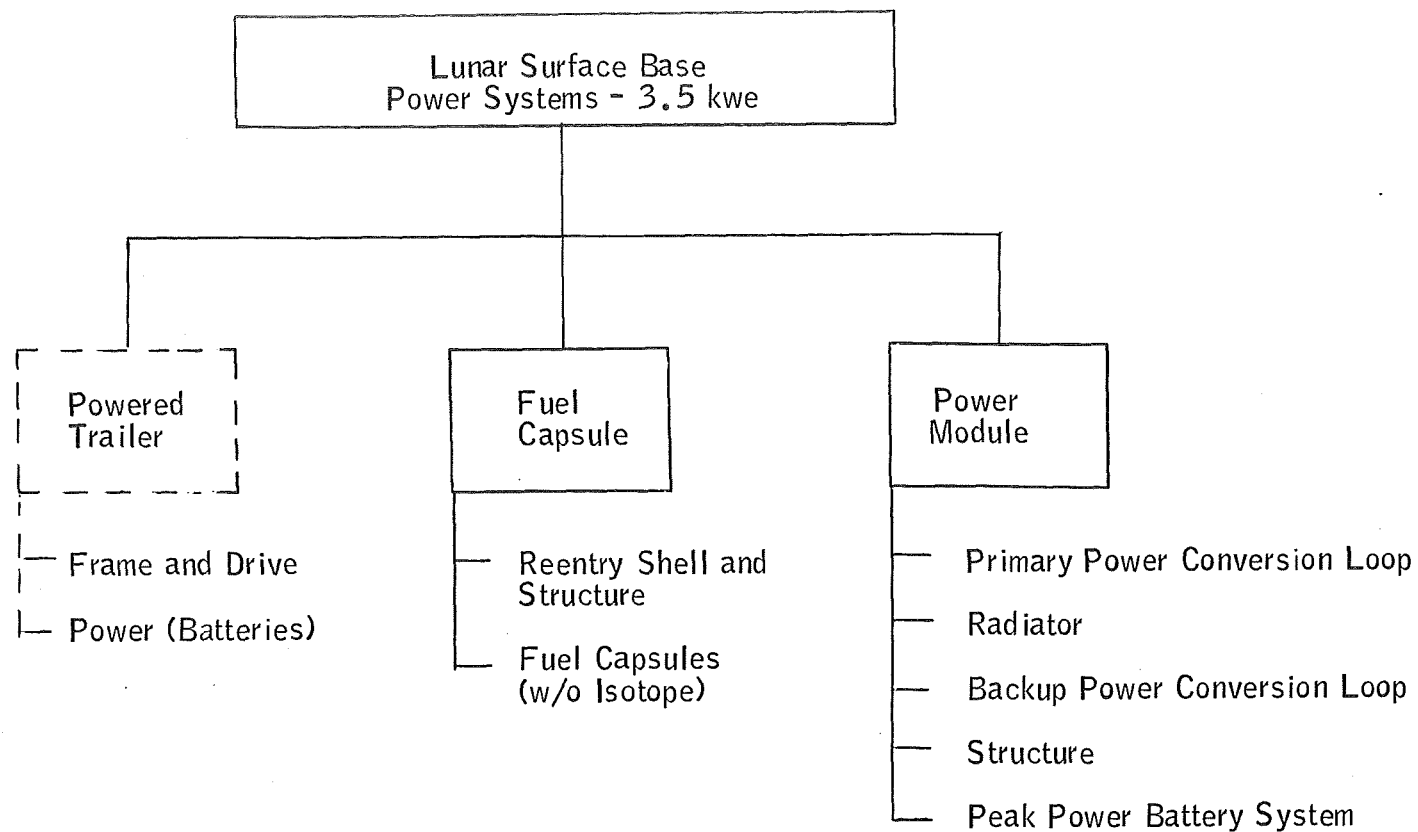 Lunar Surface Base
Power Systems - 3.5 kwe
Powered
Trailer
Frame and Drive
Power (Batteries)
Fuel
Capsule
Reentry Shell and
Structure
Fuel Capsules
(w/o Isotope)
Power
Module
Primary Power Conversion Loop
Radiator
Backup Power Conversion Loop
Structure
Peak Power Battery System